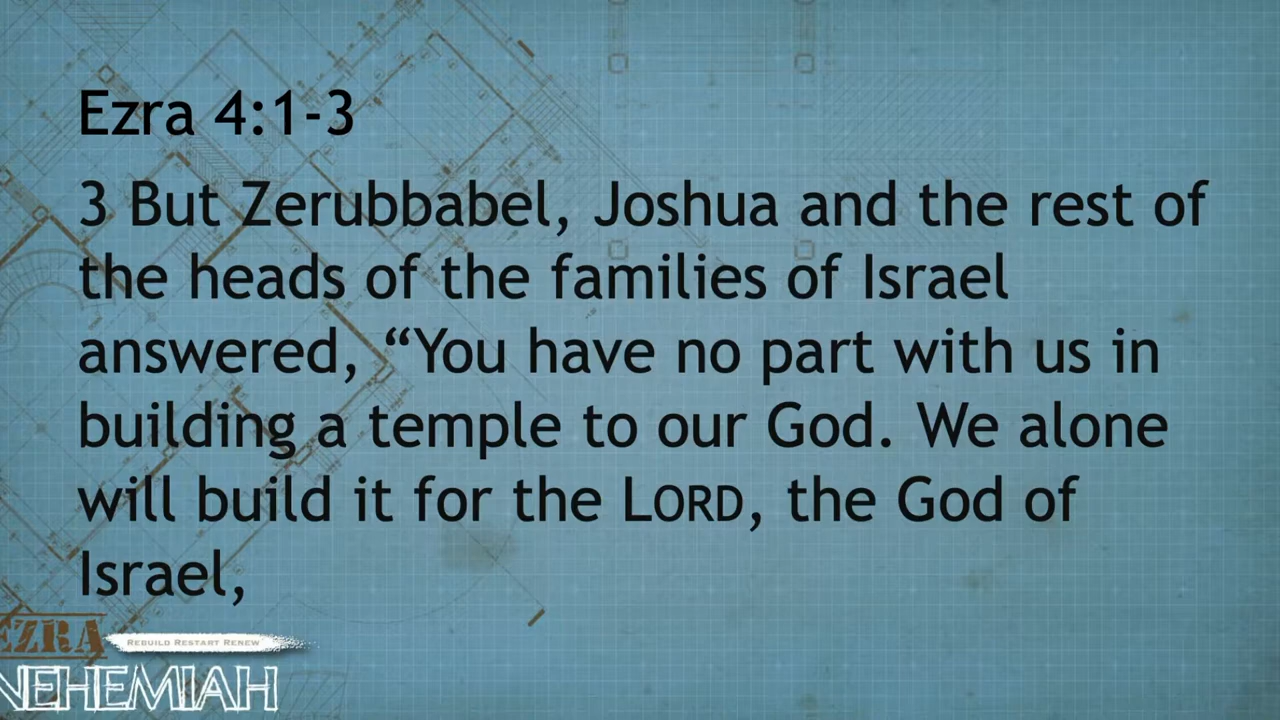 Ezra 4:1-3
3 But Zerubbabel, Joshua and the rest of
the heads of the families of Israel
answered, “You have no part with us in
building a temple to our God. We alone
will build it for the LORD, the God of
Israel,
EZRA
REBUILD RESTART RENEW
NEHEMIAH